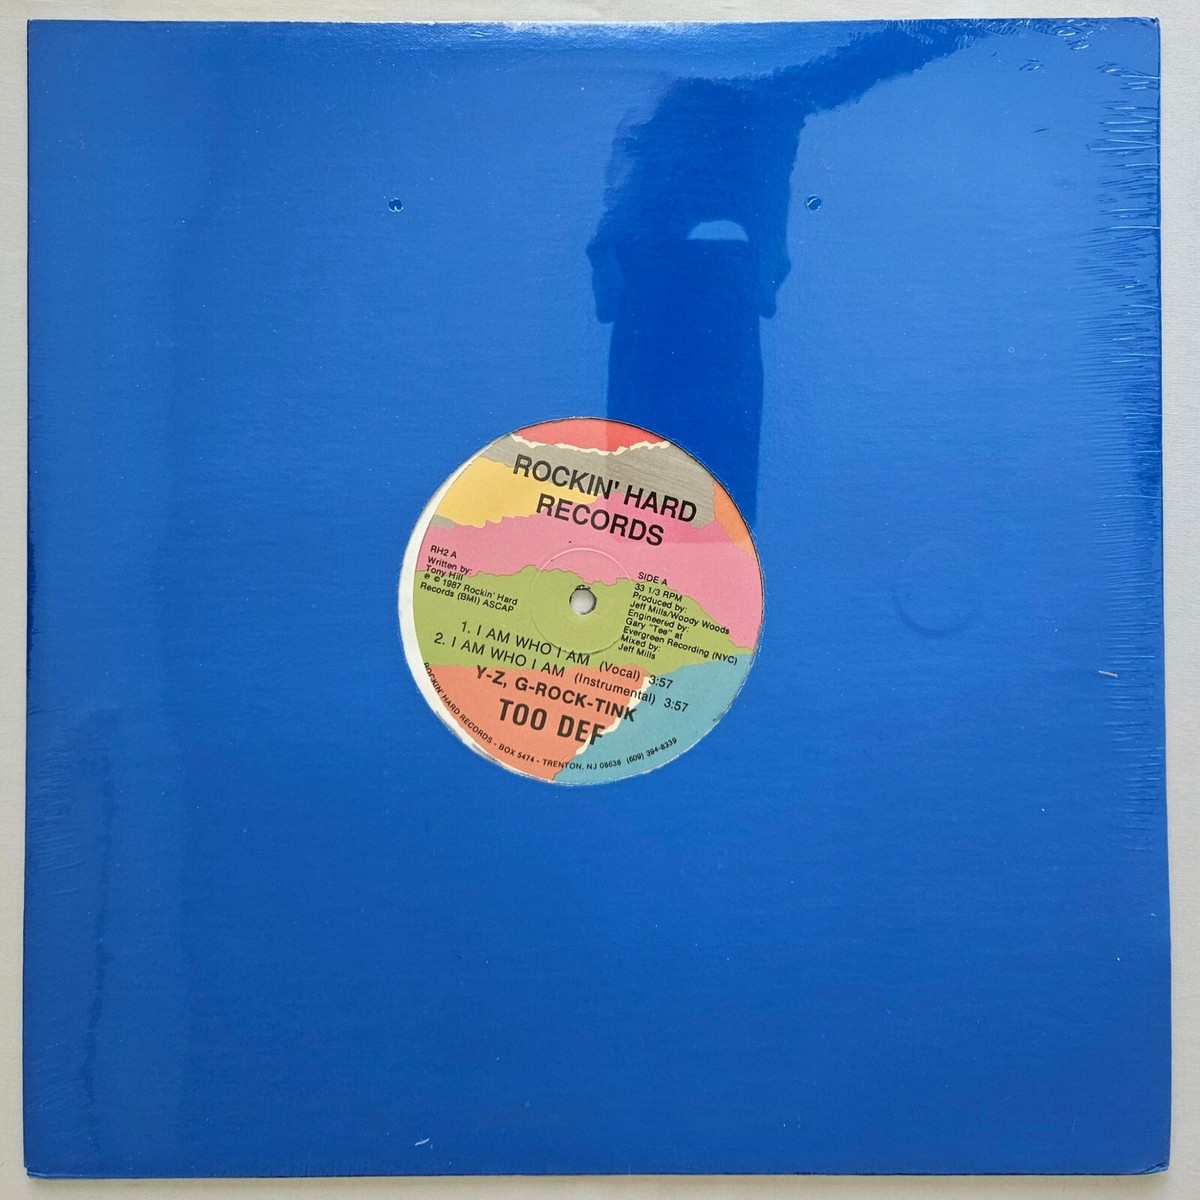 ROCKIN' HARD
RECORDS
RH2 A
Written by:
Tony Hill
℗ © 1987 Rockin' Hard
Records (BMI) ASCAP
SIDE A
33 1/3 RPM
Produced by:
Jeff Mills/Woody Woods
Engineered by:
Gary "Tee" at
Evergreen Recording (NYC)
Mixed by:
Jeff Mills
1. I AM WHO I AM (Vocal) 3:57
2. I AM WHO I AM (Instrumental) 3:57
Y-Z, G-ROCK-TINK
TOO DEF
ROCKIN' HARD RECORDS - BOX 5474 - TRENTON, NJ 08638 (609) 394-8339